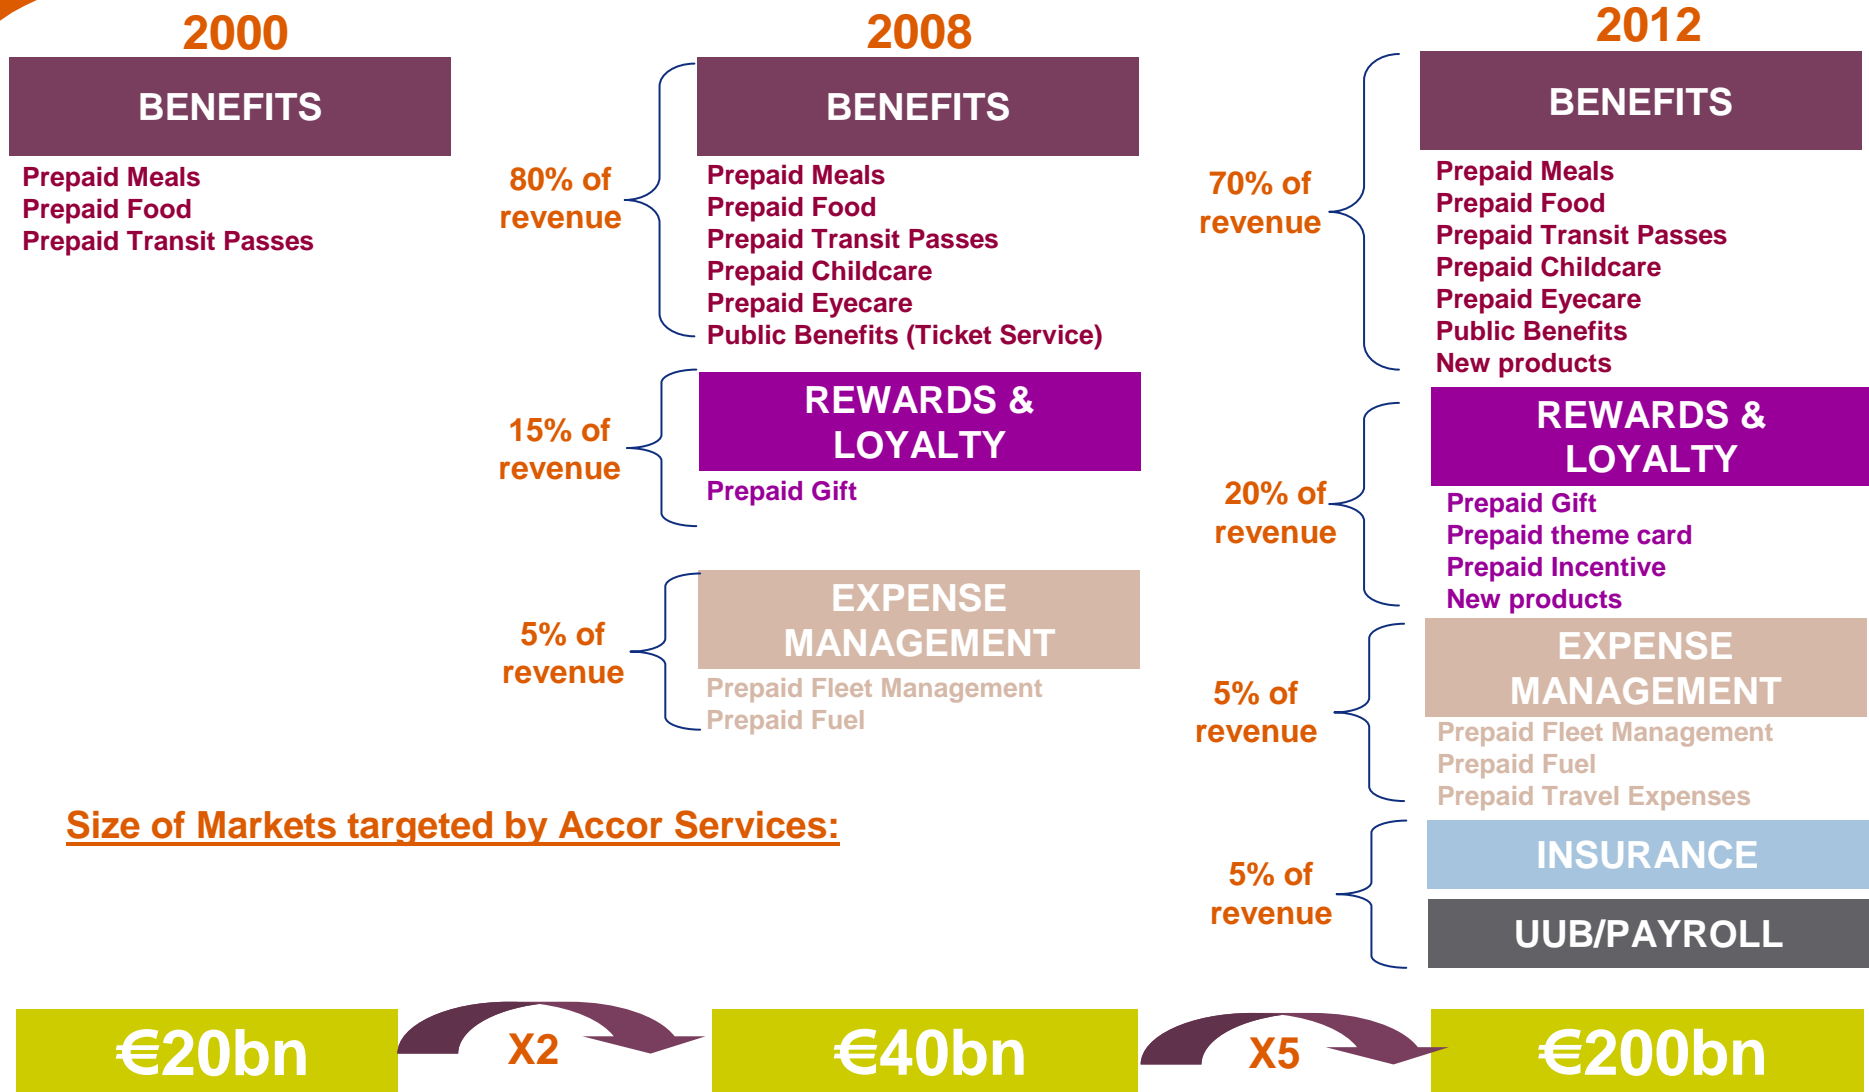 2000
BENEFITS
Prepaid Meals
Prepaid Food
Prepaid Transit Passes
2008
80% of
revenue
BENEFITS
Prepaid Meals
Prepaid Food
Prepaid Transit Passes
Prepaid Childcare
Prepaid Eyecare
Public Benefits (Ticket Service)
15% of
revenue
REWARDS &
LOYALTY
Prepaid Gift
5% of
revenue
EXPENSE
MANAGEMENT
Prepaid Fleet Management
Prepaid Fuel
2012
70% of
revenue
BENEFITS
Prepaid Meals
Prepaid Food
Prepaid Transit Passes
Prepaid Childcare
Prepaid Eyecare
Public Benefits
New products
20% of
revenue
REWARDS &
LOYALTY
Prepaid Gift
Prepaid theme card
Prepaid Incentive
New products
5% of
revenue
EXPENSE
MANAGEMENT
Prepaid Fleet Management
Prepaid Fuel
Prepaid Travel Expenses
5% of
revenue
INSURANCE
UUB/PAYROLL
Size of Markets targeted by Accor Services:
€20bn
X2
€40bn
X5
€200bn